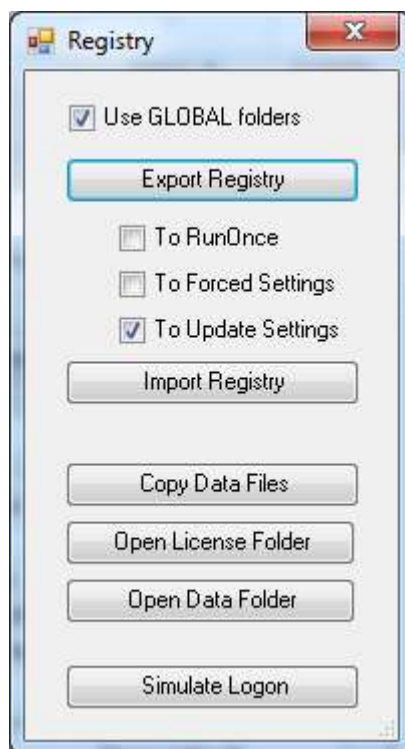 Registry
Use GLOBAL folders
Export Registry
To RunOnce
To Forced Settings
To Update Settings
Import Registry
Copy Data Files
Open License Folder
Open Data Folder
Simulate Logon